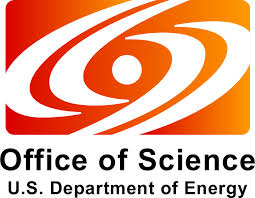 Office of Science
U.S. Department of Energy